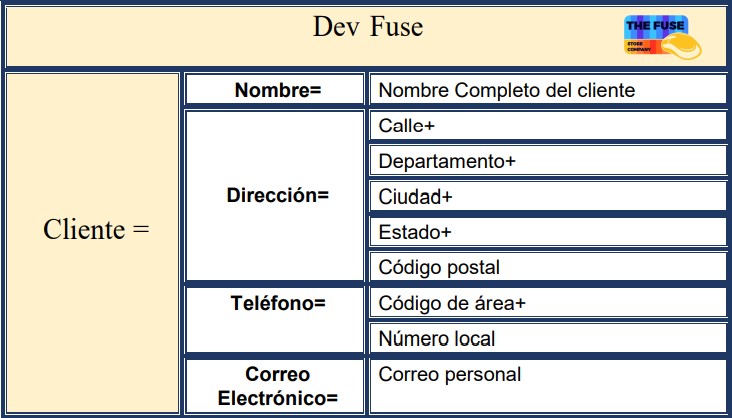 Dev Fuse
THE FUSE
STORE
COMPANY
Cliente =
Nombre=
Nombre Completo del cliente
Dirección=
Calle+
Departamento+
Ciudad+
Estado+
Código postal
Teléfono=
Código de área+
Número local
Correo
Electrónico=
Correo personal